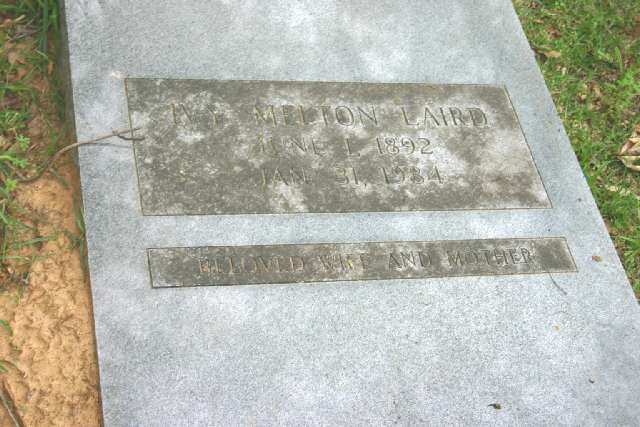 IVY MELTON LAIRD
JUNE 1, 1892
JAN. 31, 1984
BELOVED WIFE AND MOTHER